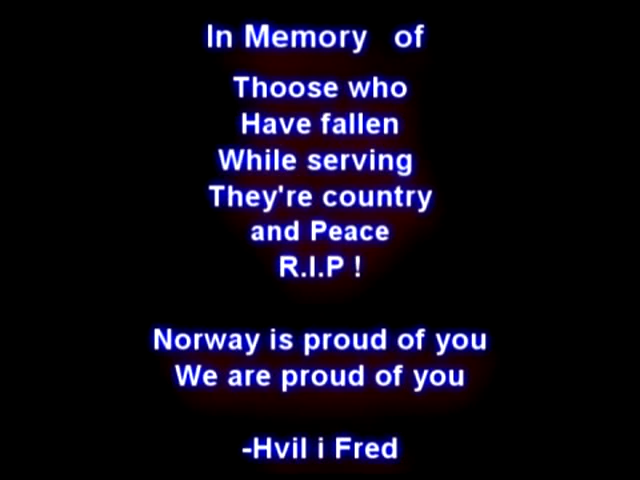 In Memory of
Thoose who
Have fallen
While serving
They're country
and Peace
R.I.P !
Norway is proud of you
We are proud of you
-Hvil i Fred